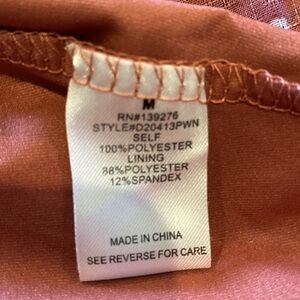 M
RN#139276
STYLE#D20413PWN
SELF
100%POLYESTER
LINING
88%POLYESTER
12%SPANDEX
MADE IN CHINA
SEE REVERSE FOR CARE